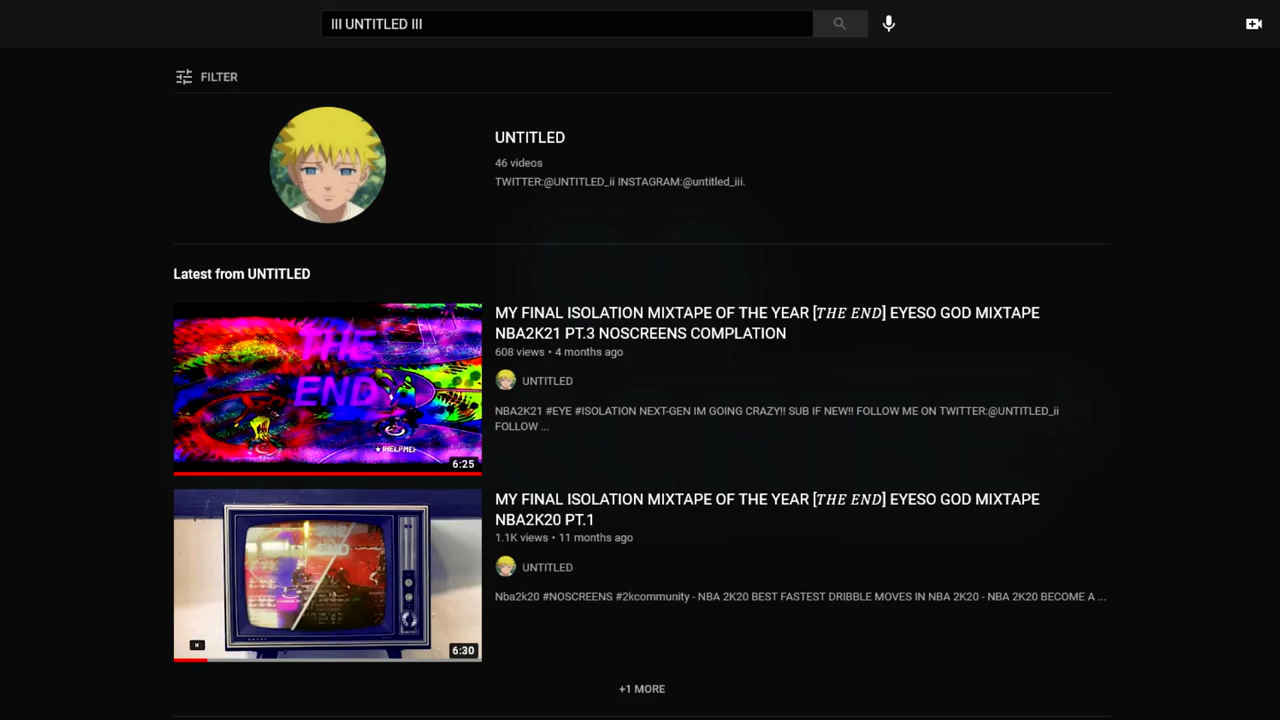 III UNTITLED III
FILTER
UNTITLED
46 videos
TWITTER:@UNTITLED_ii INSTAGRAM:@untitled_iii.
Latest from UNTITLED
THE
END
6:25
MY FINAL ISOLATION MIXTAPE OF THE YEAR [𝑇𝐻𝐸 𝐸𝑁𝐷] EYESO GOD MIXTAPE
NBA2K21 PT.3 NOSCREENS COMPLATION
608 views • 4 months ago
UNTITLED
NBA2K21 #EYE #ISOLATION NEXT-GEN IM GOING CRAZY!! SUB IF NEW!! FOLLOW ME ON TWITTER:@UNTITLED_ii
FOLLOW ...
THE
END
6:30
MY FINAL ISOLATION MIXTAPE OF THE YEAR [𝑇𝐻𝐸 𝐸𝑁𝐷] EYESO GOD MIXTAPE
NBA2K20 PT.1
1.1K views • 11 months ago
UNTITLED
Nba2k20 #NOSCREENS #2kcommunity - NBA 2K20 BEST FASTEST DRIBBLE MOVES IN NBA 2K20 - NBA 2K20 BECOME A ...
+1 MORE